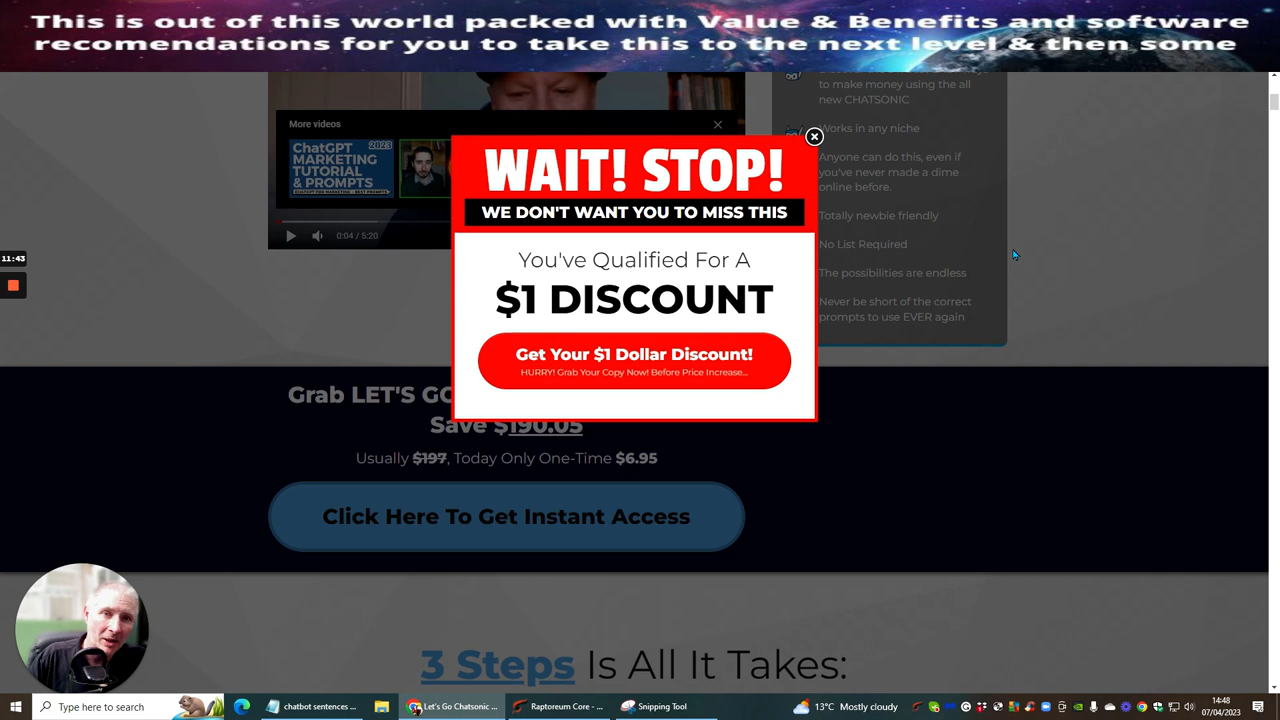 This is out of this world packed with Value & Benefits and software
recomendations for you to take this to the next level & then some
to make money using the all
new CHATSONIC
More videos
Works in any niche
ChatGPT 2023
MARKETING
TUTORIAL
& PROMPTS
WAIT! STOP!
WE DON'T WANT YOU TO MISS THIS
Anyone can do this, even if
you've never made a dime
online before.
Totally newbie friendly
0:04 / 5:20
No List Required
11:43
You've Qualified For A
$1 DISCOUNT
The possibilities are endless
Never be short of the correct
prompts to use EVER again
Get Your $1 Dollar Discount!
HURRY! Grab Your Copy Now! Before Price Increase...
Grab LET'S GO
Save $190.05
Usually $197, Today Only One-Time $6.95
Click Here To Get Instant Access
3 Steps Is All It Takes:
Type here to search
chatbot sentences ...
Let's Go Chatsonic ...
Raptoreum Core - ...
Snipping Tool
13°C Mostly cloudy
14:48
07/04/2023